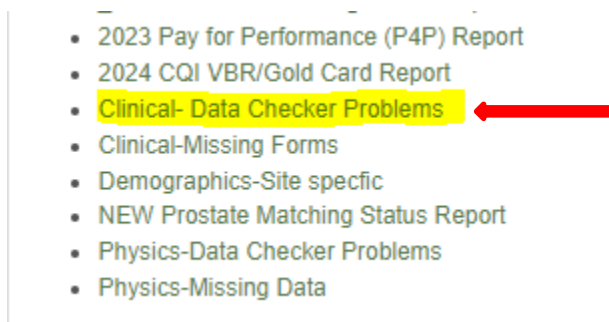 2023 Pay for Performance (P4P) Report
2024 CQI VBR/Gold Card Report
Clinical- Data Checker Problems
Clinical-Missing Forms
Demographics-Site specfic
NEW Prostate Matching Status Report
Physics-Data Checker Problems
Physics-Missing Data